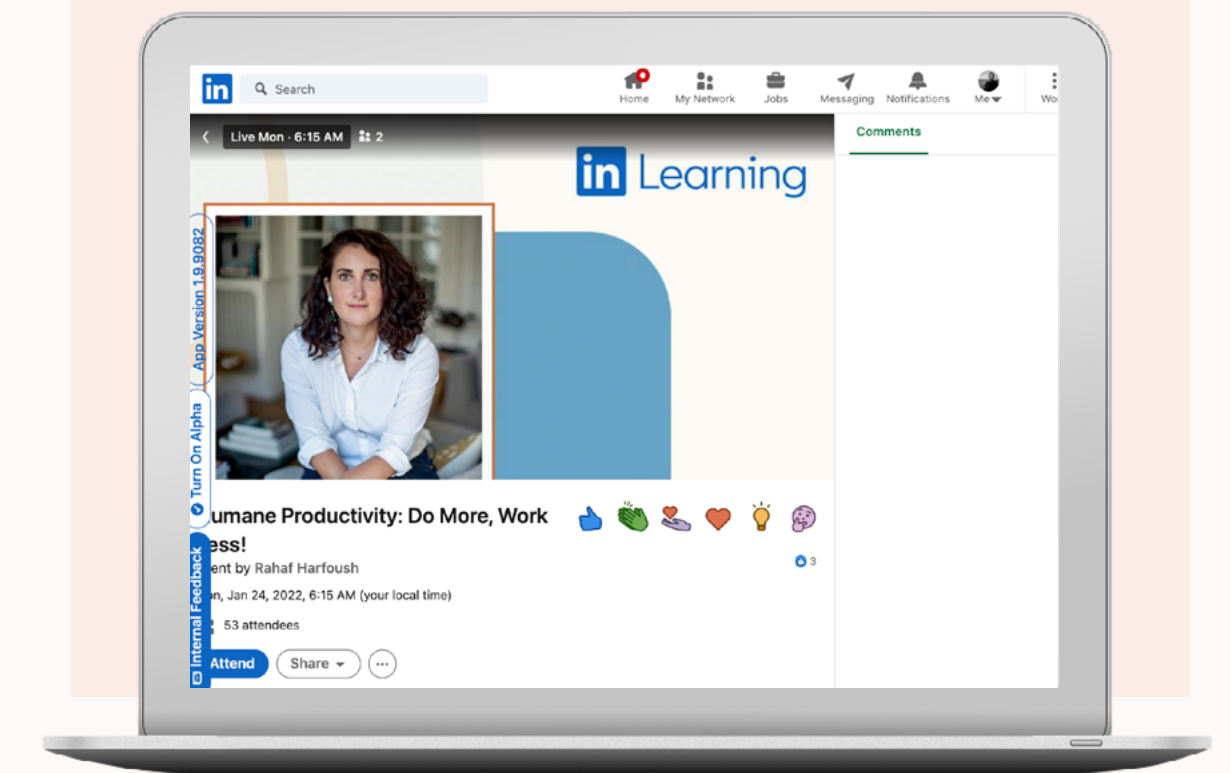 in Search
Home My Network Jobs Messaging Notifications Me Wo
Live Mon · 6:15 AM 2
Comments
in Learning
App Version 1.9.9082
Turn On Alpha
Internal Feedback
umane Productivity: Do More, Work
ess!
ent by Rahaf Harfoush
3
n, Jan 24, 2022, 6:15 AM (your local time)
53 attendees
Attend Share